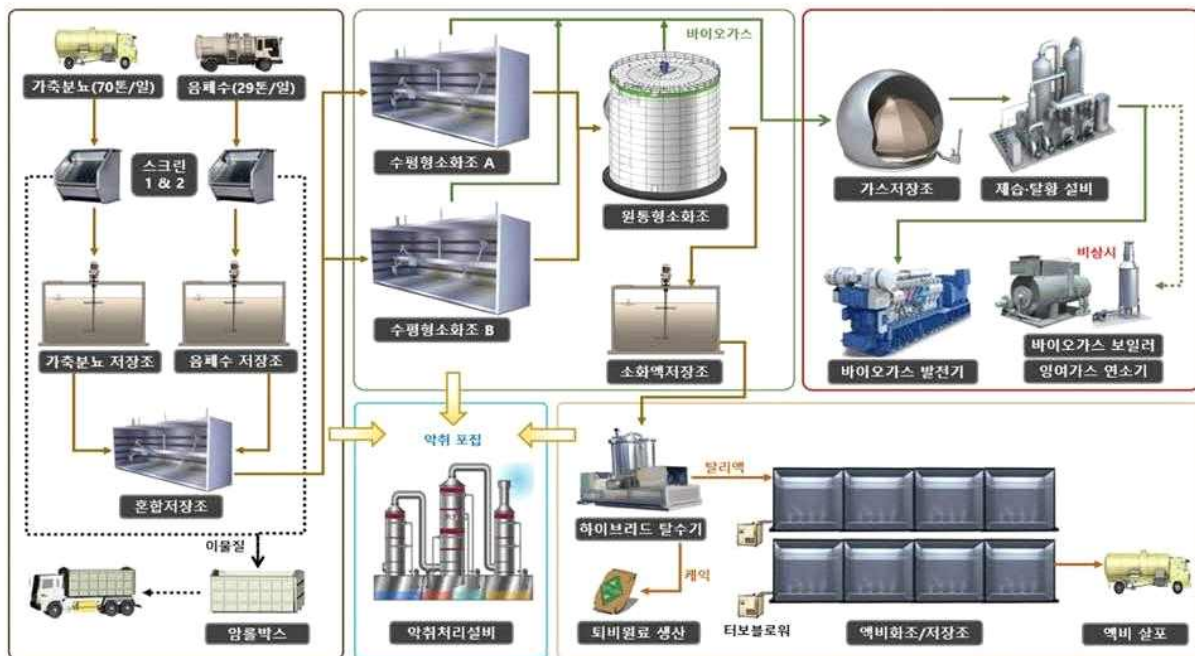 가축분뇨(70톤/일)
음폐수(29톤/일)
스크린
1 & 2
가축분뇨 저장조
음폐수 저장조
혼합저장조
이물질
암롤박스
바이오가스
수평형소화조 A
수평형소화조 B
원통형소화조
소화액저장조
가스저장조
제습·탈황 설비
바이오가스 발전기
비상시
바이오가스 보일러
잉여가스 연소기
악취 포집
악취처리설비
하이브리드 탈수기
탈리액
케익
퇴비원료 생산
터보블로워
액비화조/저장조
액비 살포